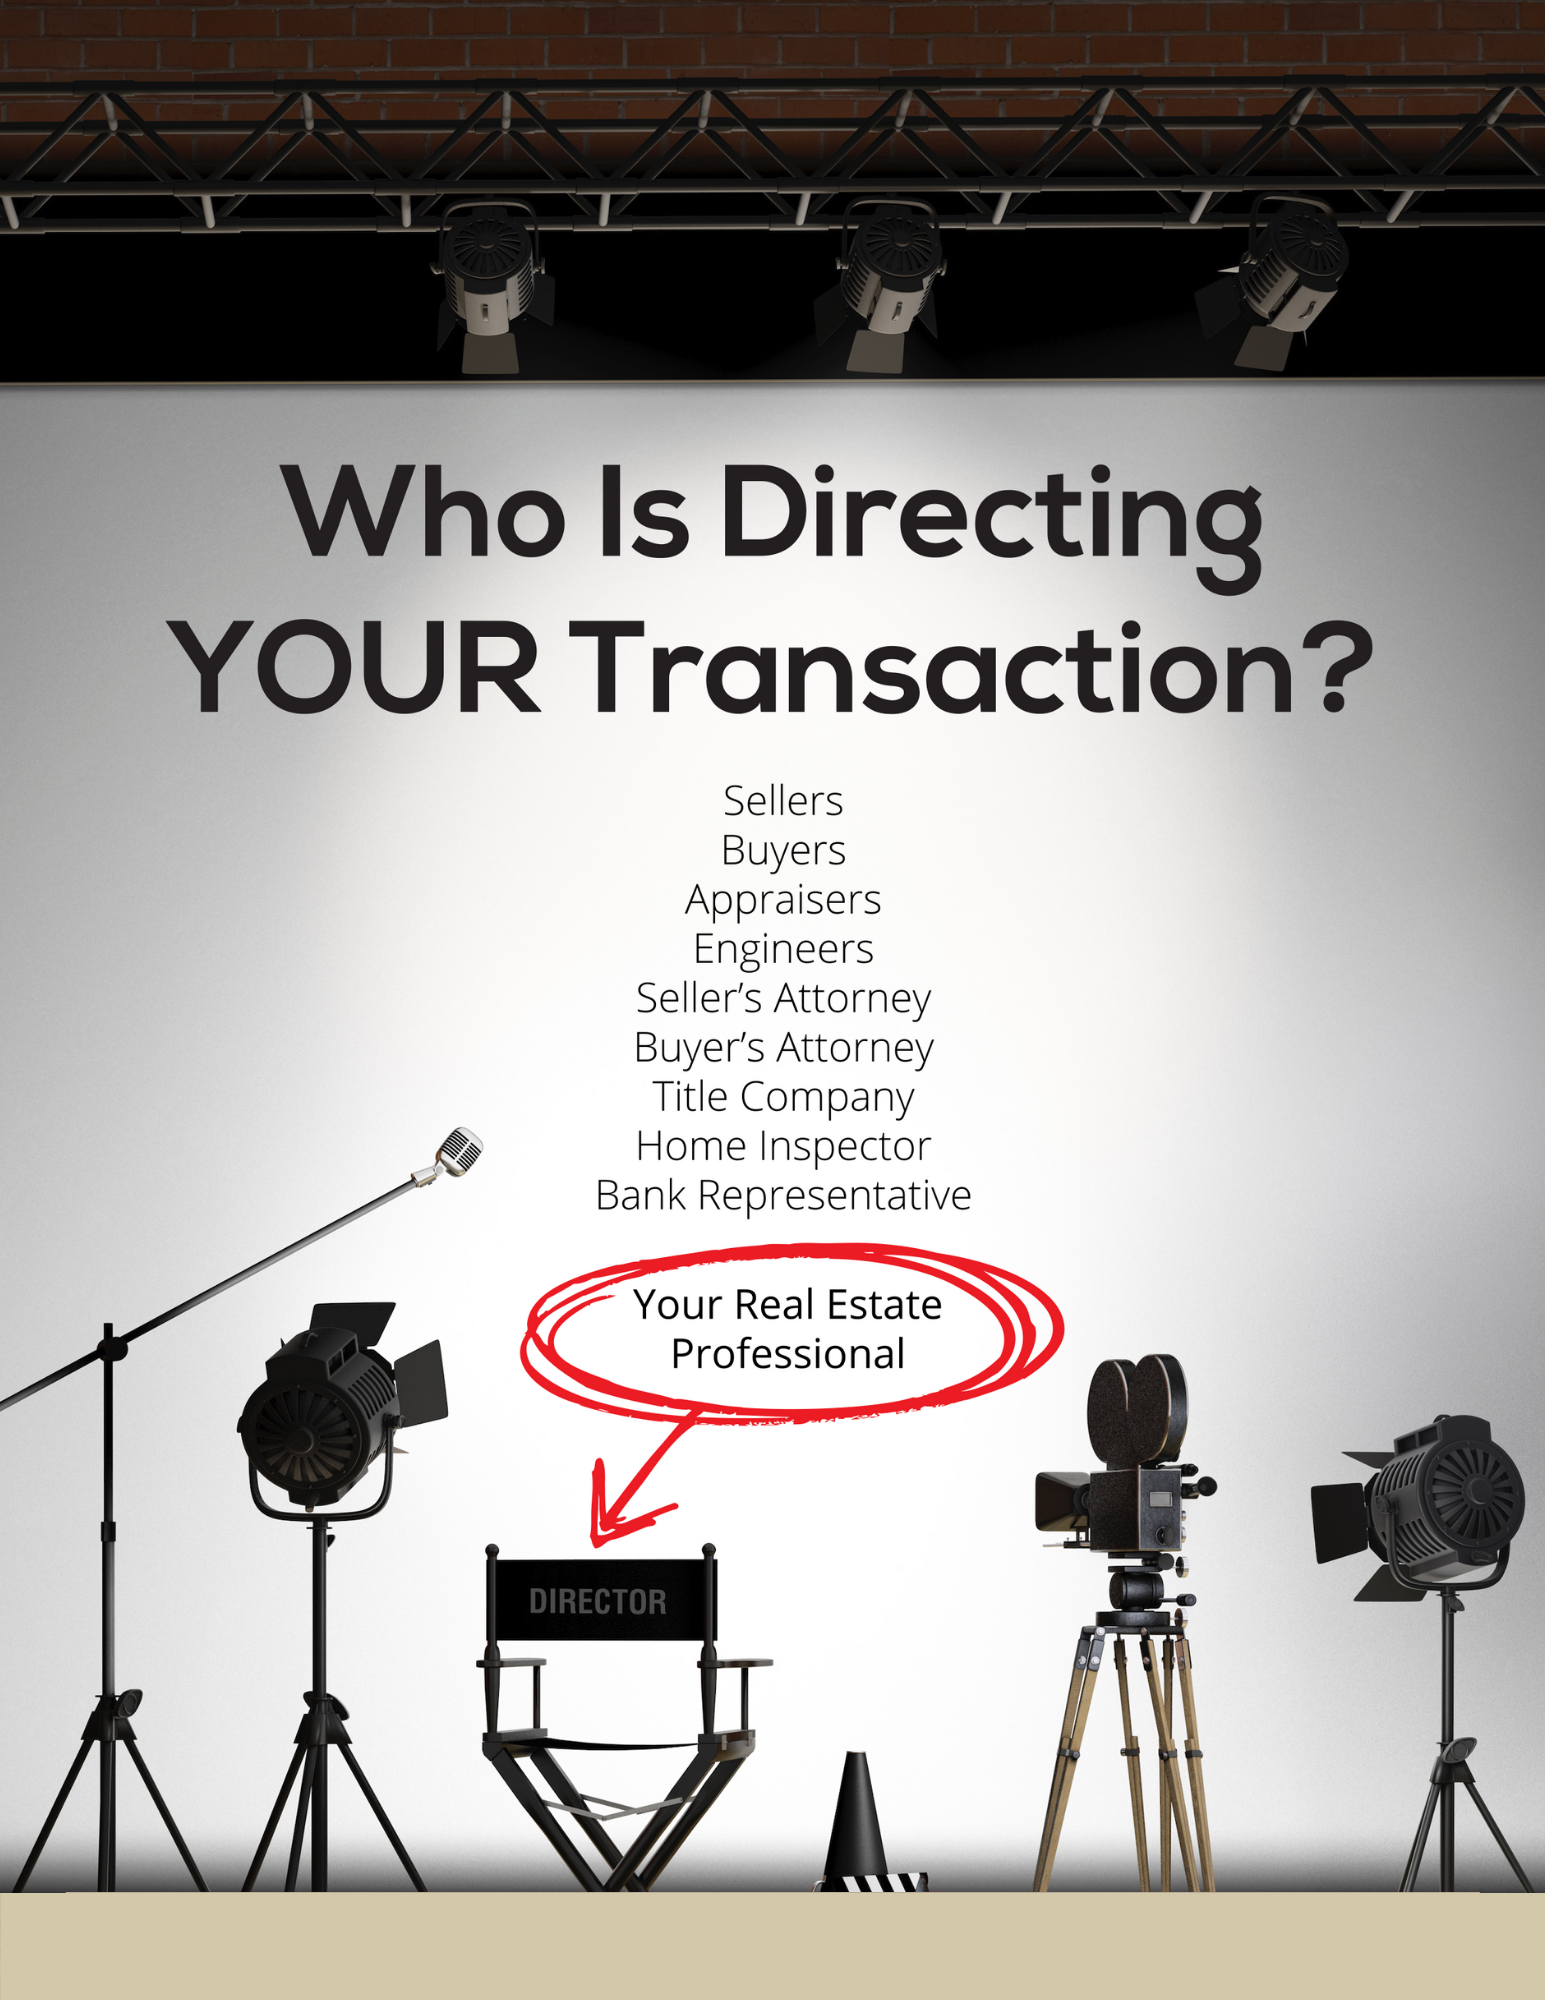 Who Is Directing
YOUR Transaction?
Sellers
Buyers
Appraisers
Engineers
Seller’s Attorney
Buyer’s Attorney
Title Company
Home Inspector
Bank Representative
Your Real Estate
Professional
DIRECTOR